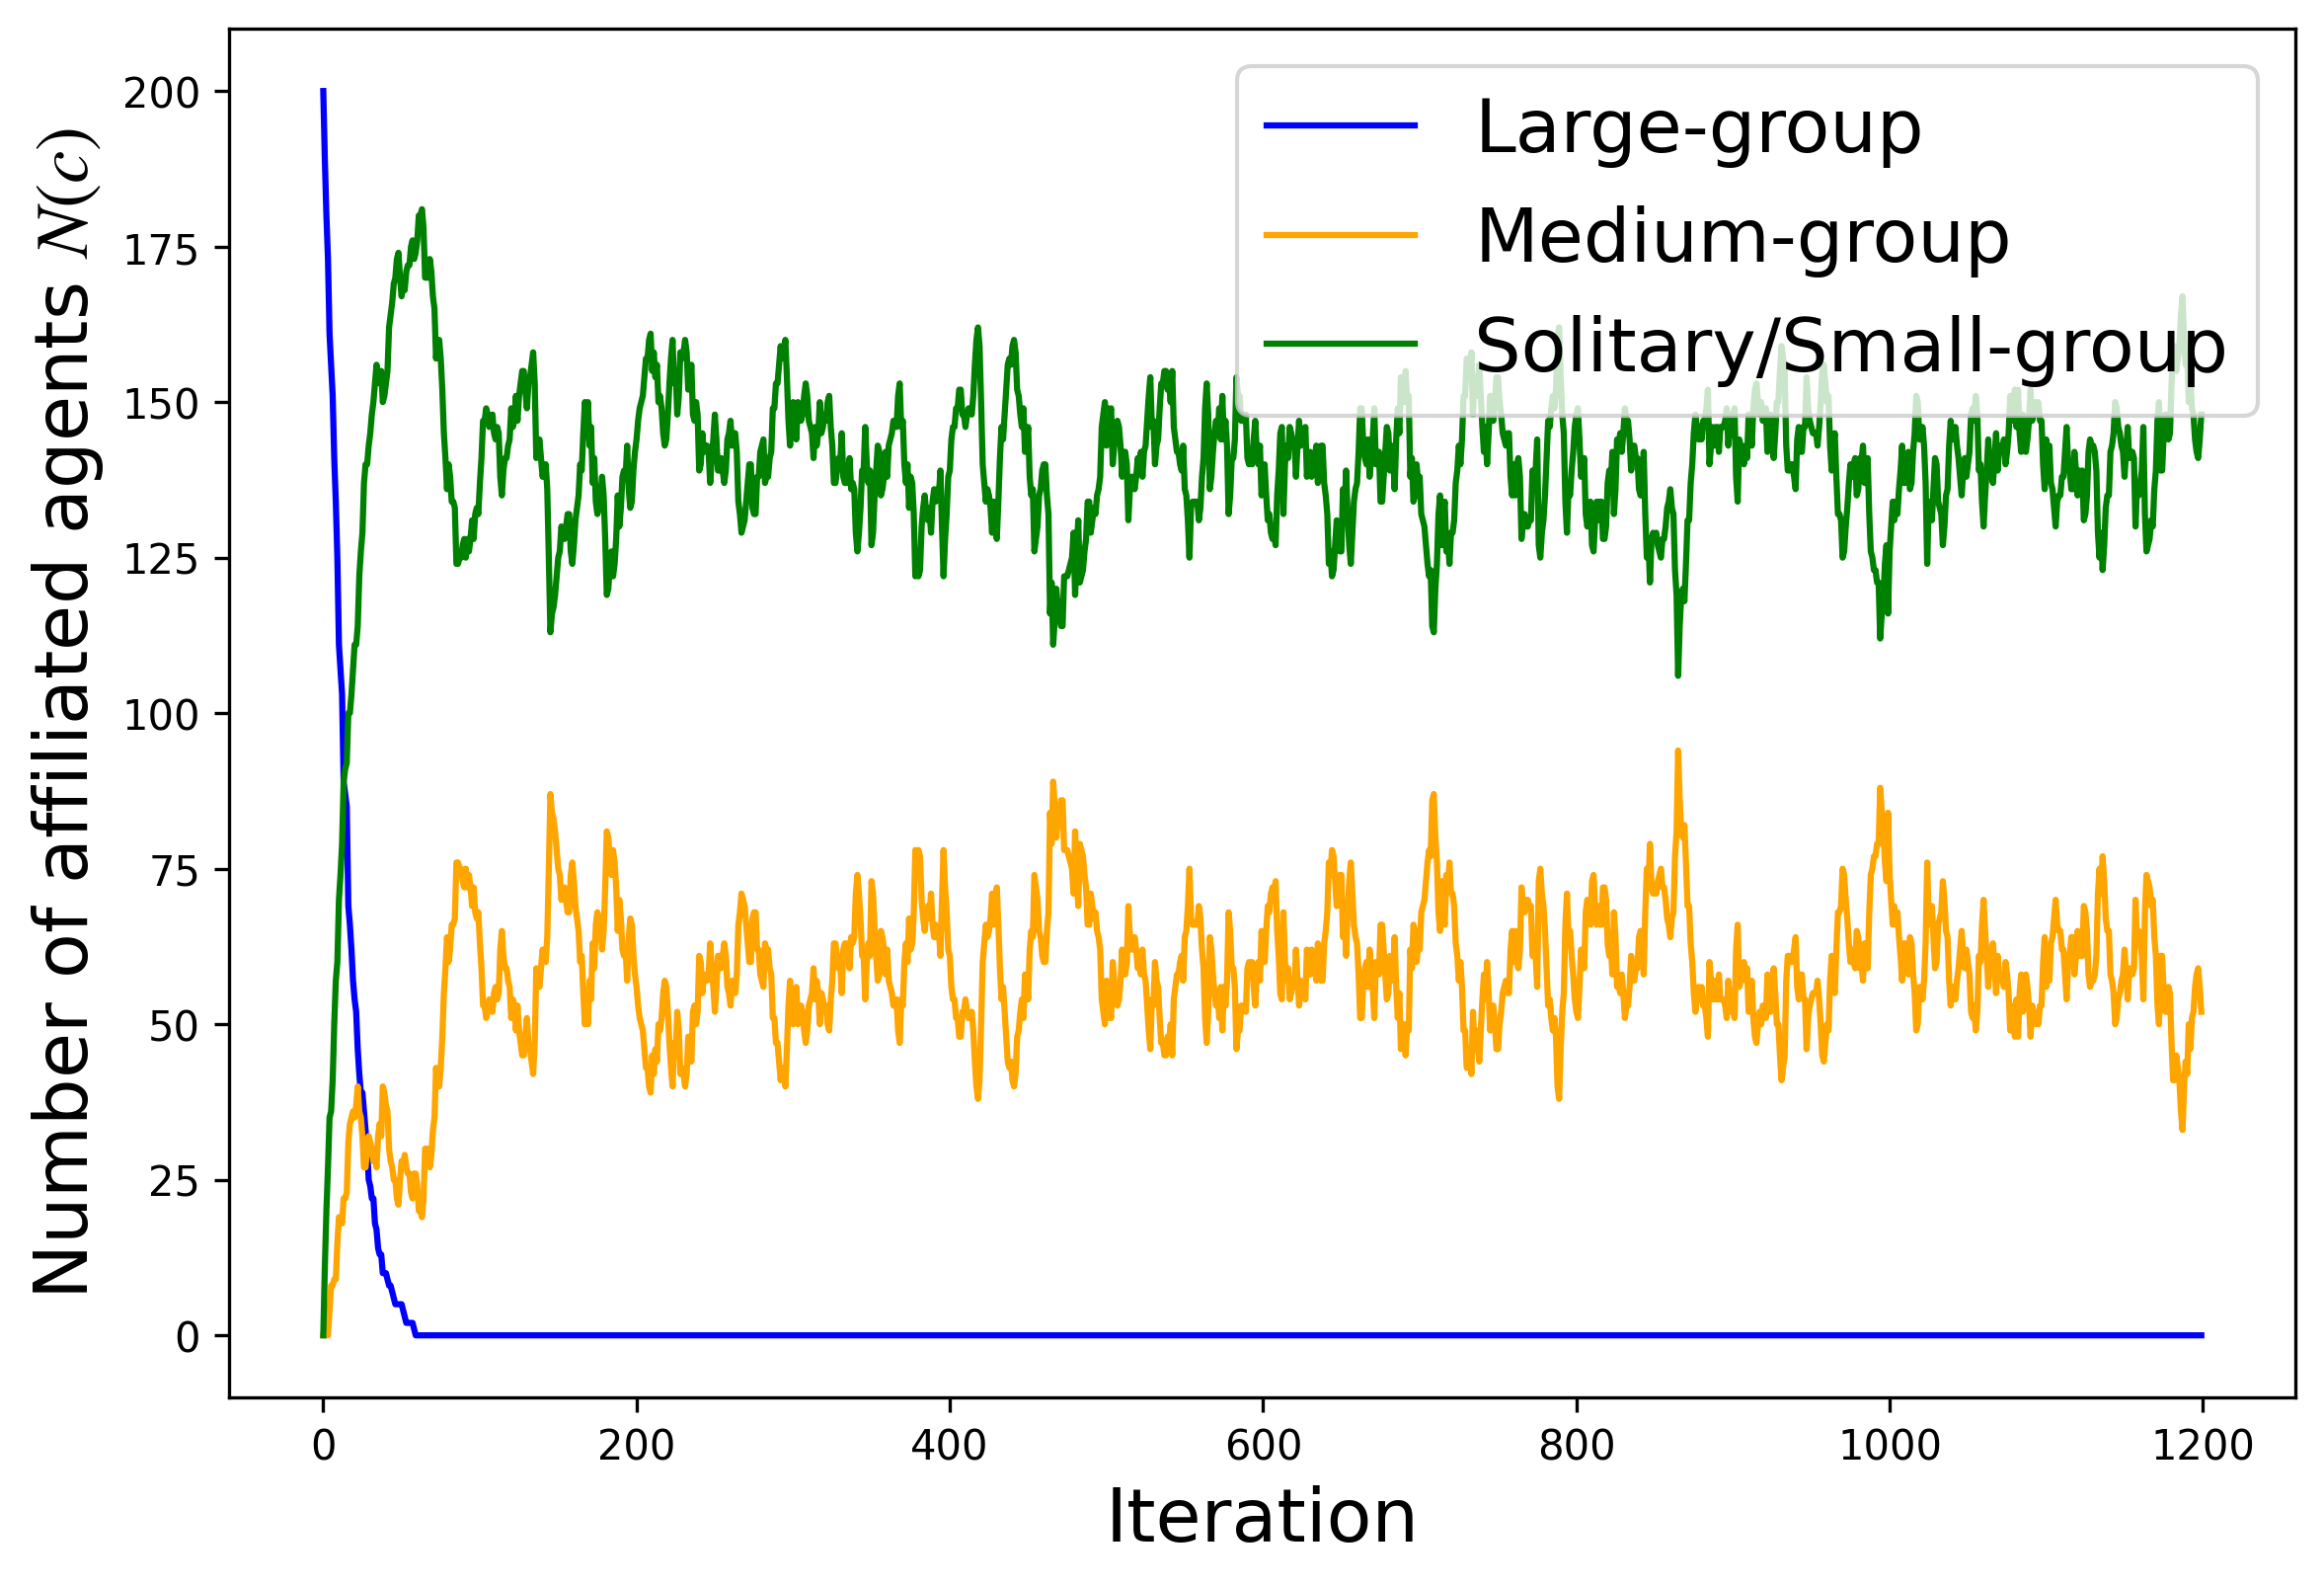 Number of affiliated agents N(c)
200
175
150
125
100
75
50
25
0
Large-group
Medium-group
Solitary/Small-group
0 200 400 600 800 1000 1200
Iteration